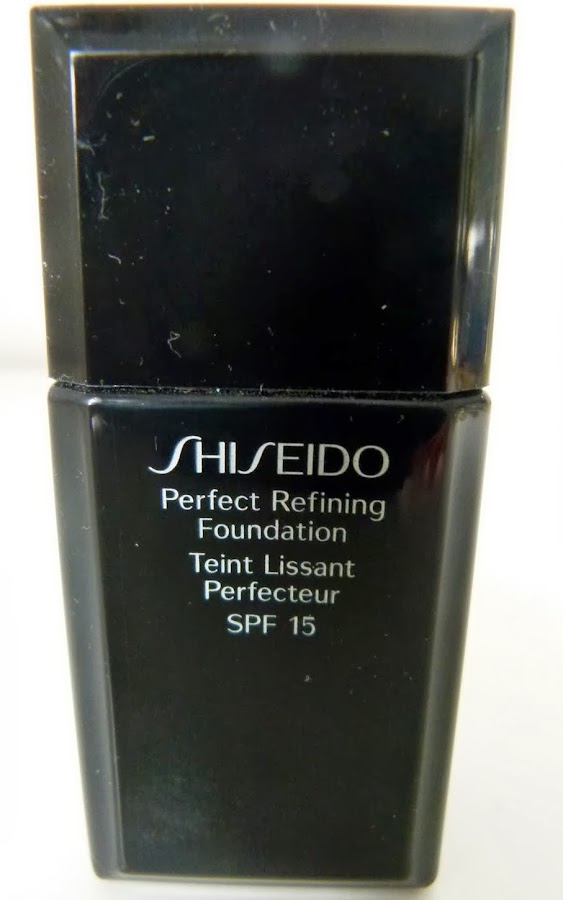 SHISEIDO
Perfect Refining
Foundation
Teint Lissant
Perfecteur
SPF 15